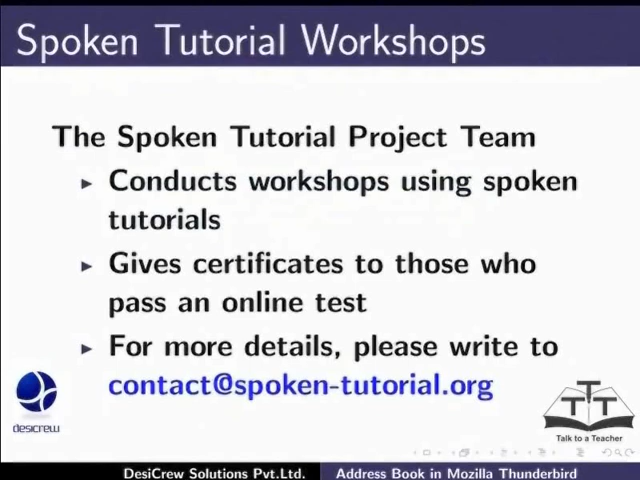 Spoken Tutorial Workshops
The Spoken Tutorial Project Team
Conducts workshops using spoken
tutorials
Gives certificates to those who
pass an online test
For more details, please write to
contact@spoken-tutorial.org
desicrew
TTT
Talk to a Teacher
DesiCrew Solutions Pvt.Ltd. Address Book in Mozilla Thunderbird